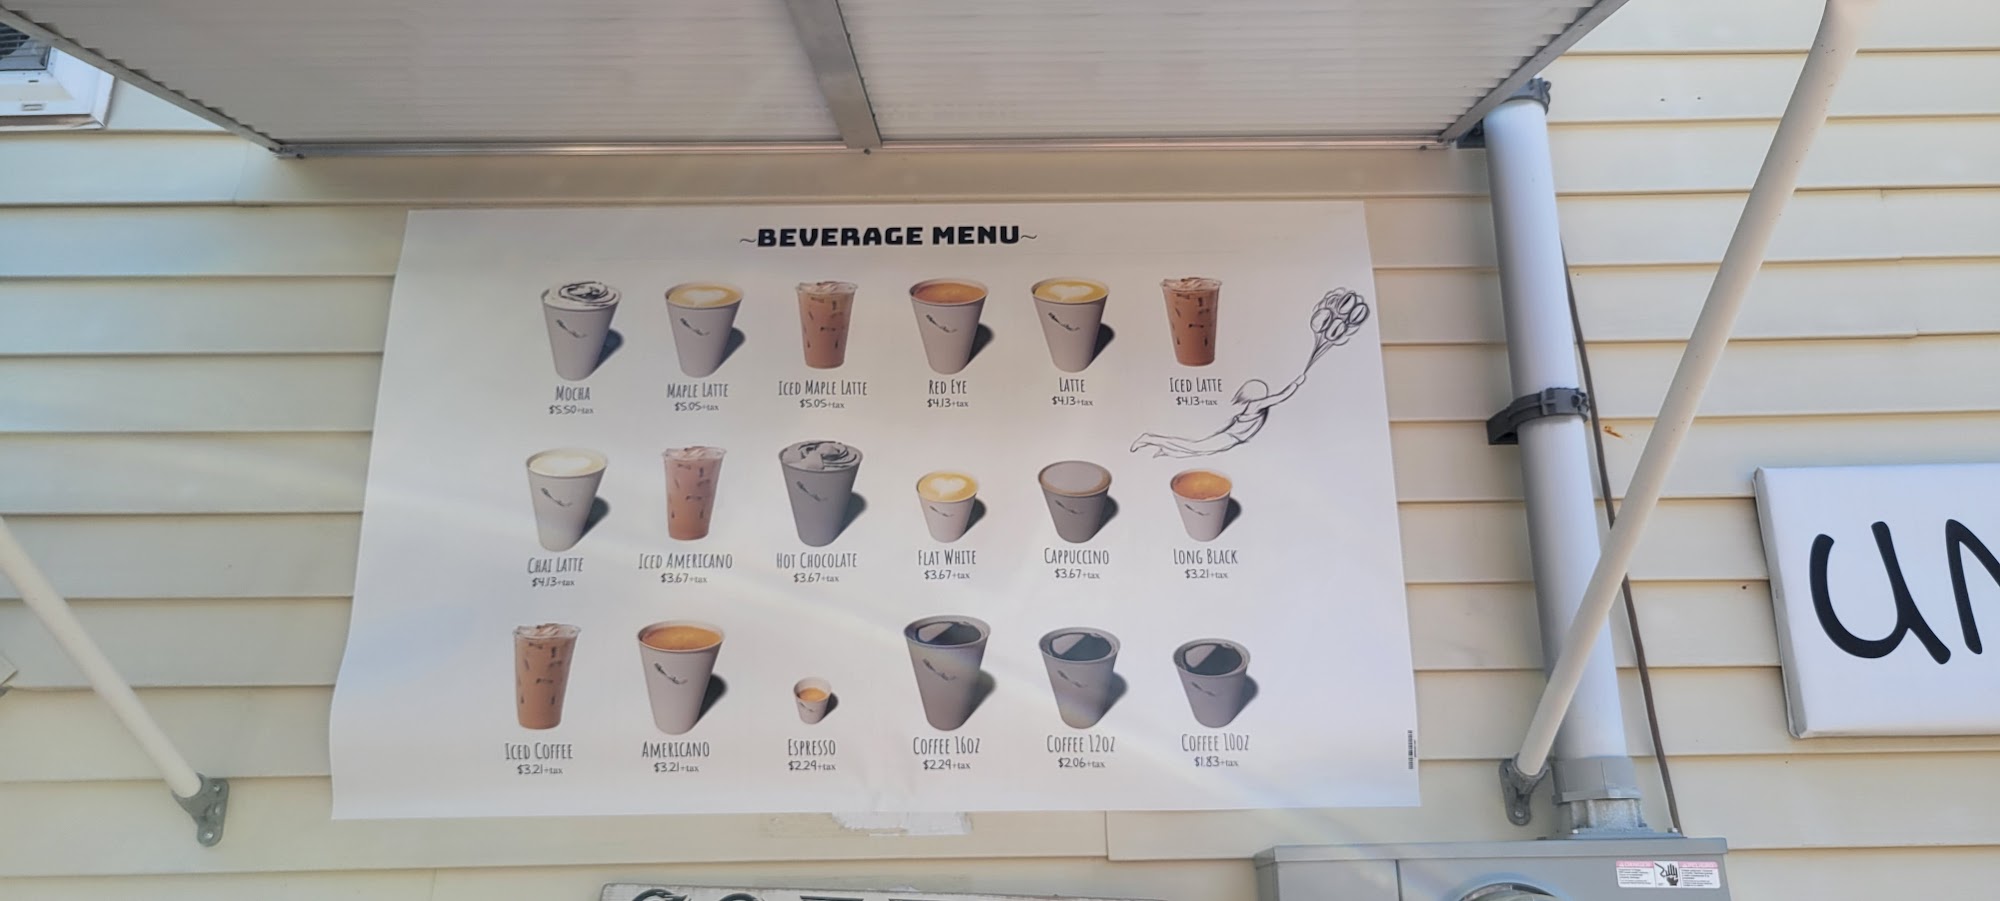 ~BEVERAGE MENU~
MOCHA
$5.50+tax
MAPLE LATTE
$5.05+tax
ICED MAPLE LATTE
$5.05+tax
RED EYE
$4.13+tax
LATTE
$4.13+tax
ICED LATTE
$4.13+tax
CHAI LATTE
$4.13+tax
ICED AMERICANO
$3.67+tax
HOT CHOCOLATE
$3.67+tax
FLAT WHITE
$3.67+tax
CAPPUCCINO
$3.67+tax
LONG BLACK
$3.21+tax
ICED COFFEE
$3.21+tax
AMERICANO
$3.21+tax
ESPRESSO
$2.29+tax
COFFEE 16OZ
$2.29+tax
COFFEE 12OZ
$2.06+tax
COFFEE 10OZ
$1.83+tax
un
DANGER